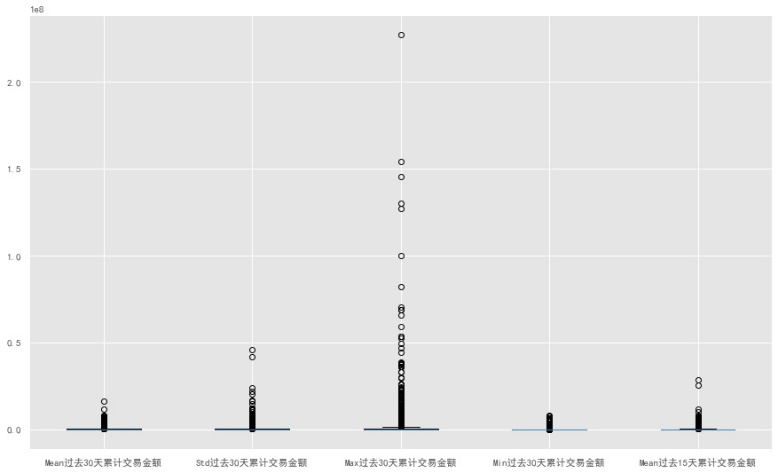 1e8
2.0
1.5
1.0
0.5
0.0
Mean过去30天累计交易金额
Std过去30天累计交易金额
Max过去30天累计交易金额
Min过去30天累计交易金额
Mean过去15天累计交易金额